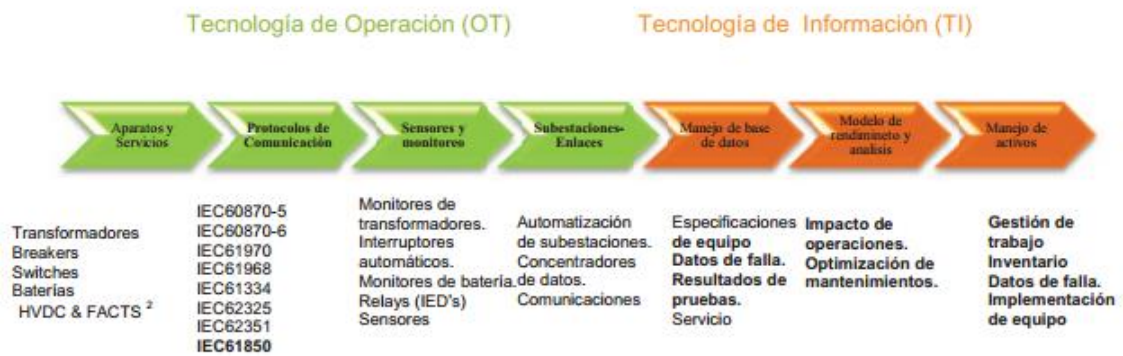 Tecnología de Operación (OT)
Tecnología de Información (TI)
Aparatos y
Servicios
Protocolos de
Comunicación
Sensores y
monitoreo
Subestaciones-
Enlaces
Manejo de base
de datos
Modelo de
rendimineto y
analisis
Manejo de
activos
Transformadores
Breakers
Switches
Baterías
HVDC & FACTS 2
IEC60870-5
IEC60870-6
IEC61970
IEC61968
IEC61334
IEC62325
IEC62351
IEC61850
Monitores de
transformadores.
Interruptores
automáticos.
Monitores de batería.
Relays (IED's)
Sensores
Automatización
de subestaciones.
Concentradores
de datos.
Comunicaciones
Especificaciones
de equipo
Datos de falla.
Resultados de
pruebas.
Servicio
Impacto de
operaciones.
Optimización de
mantenimientos.
Gestión de
trabajo
Inventario
Datos de falla.
Implementación
de equipo